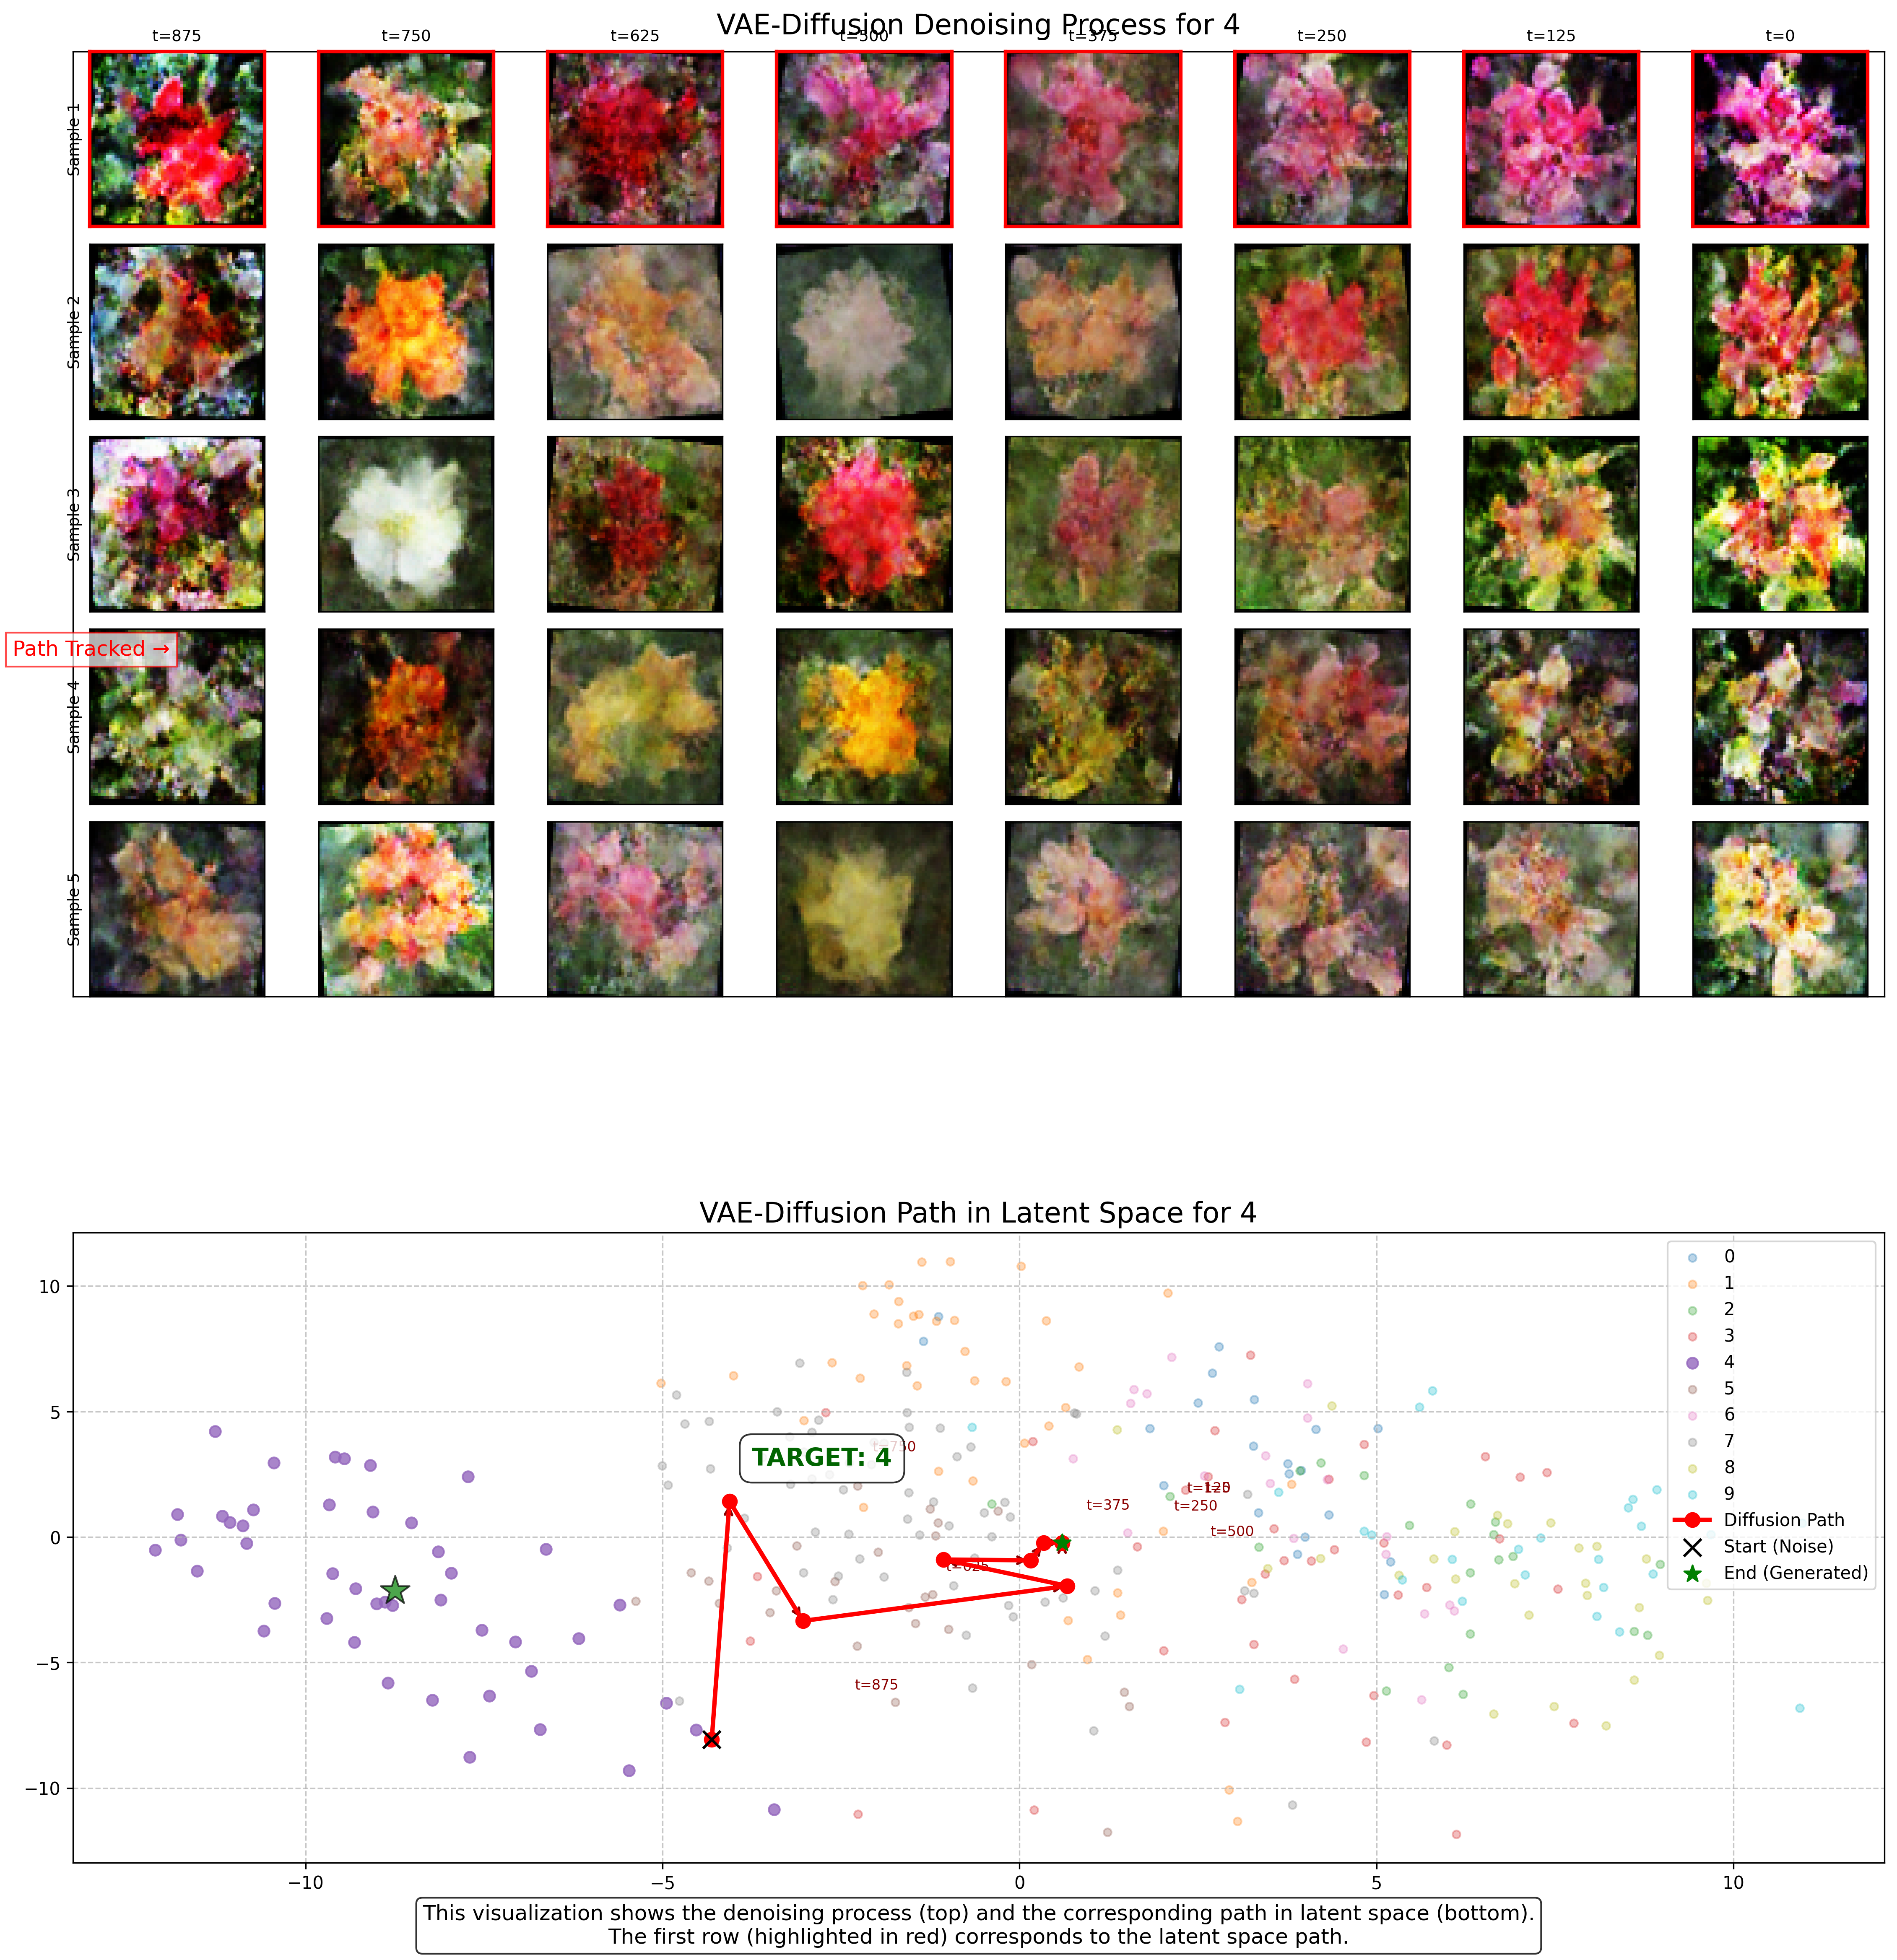 VAE-Diffusion Denoising Process for 4
t=875
t=750
t=625
t=500
t=375
t=250
t=125
t=0
Sample 1
Sample 2
Sample 3
Path Tracked →
Sample 4
Sample 5
VAE-Diffusion Path in Latent Space for 4
10
5
0
−5
−10
−10
−5
0
5
10
TARGET: 4
t=750
t=125
t=0
t=375
t=250
t=500
t=625
t=875
0
1
2
3
4
5
6
7
8
9
Diffusion Path
Start (Noise)
End (Generated)
This visualization shows the denoising process (top) and the corresponding path in latent space (bottom).
The first row (highlighted in red) corresponds to the latent space path.